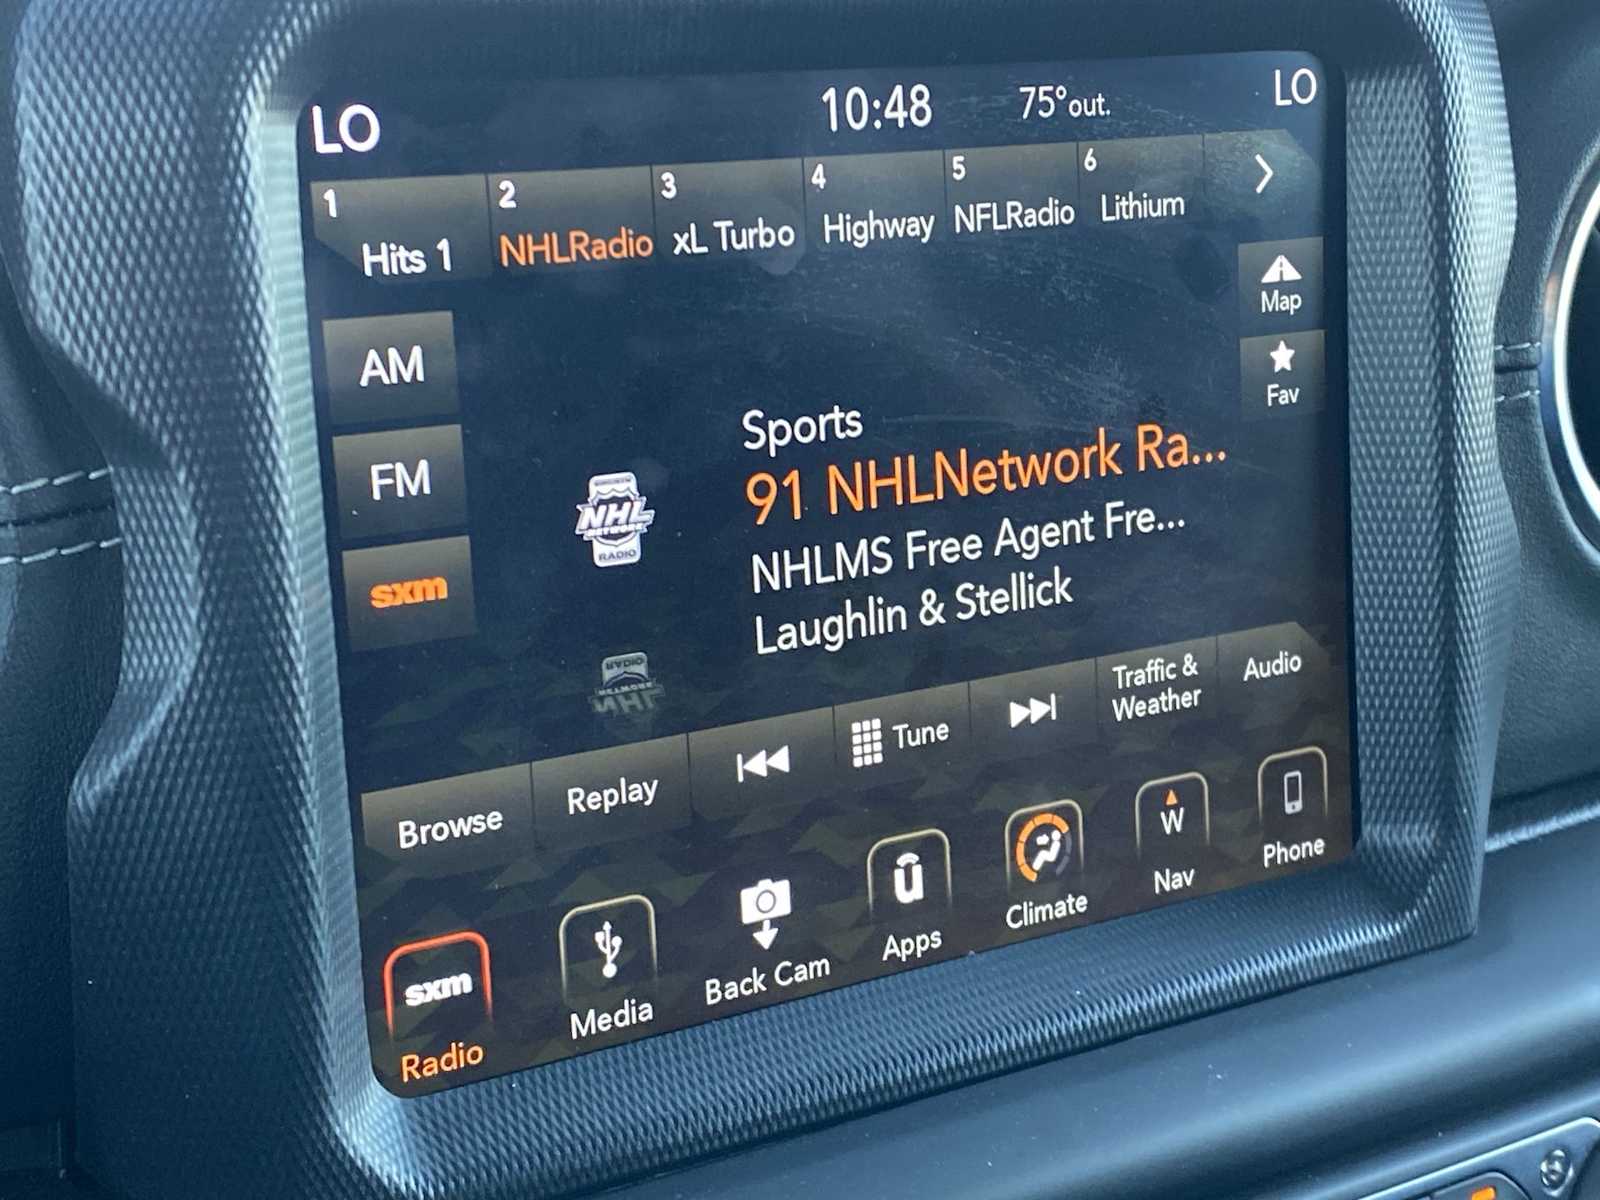 LO
10:48
75° out.
LO
1
Hits 1
2
NHLRadio
3
xL Turbo
4
Highway
5
NFLRadio
6
Lithium
Map
Fav
AM
FM
sxm
NHL
NETWORK
RADIO
Sports
91 NHLNetwork Ra...
NHLMS Free Agent Fre...
Laughlin & Stellick
Browse
Replay
Tune
Traffic &
Weather
Audio
sxm
Radio
Media
Back Cam
u
Apps
Climate
W
Nav
Phone